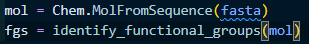 mol = Chem.MolFromSequence(fasta)
fgs = identify_functional_groups(mol)